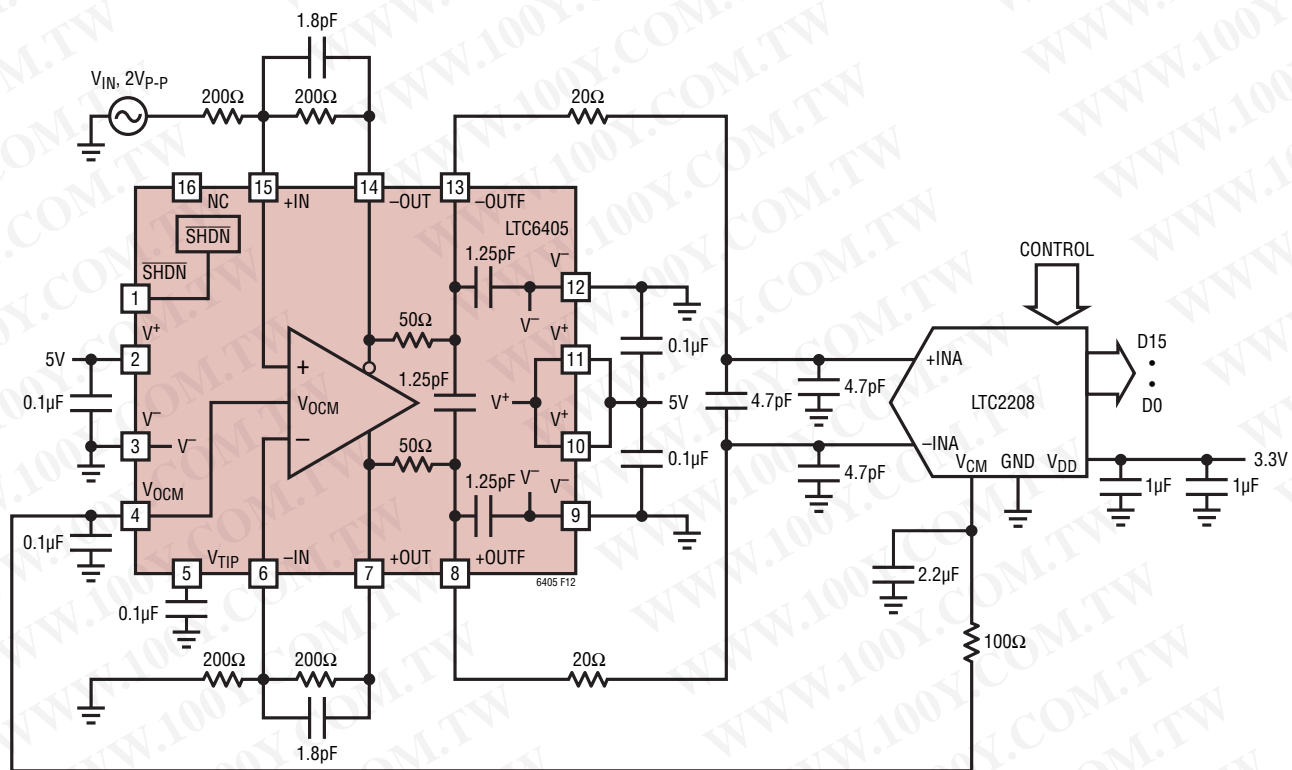 1.8pF
VIN, 2VP-P
200Ω
200Ω
20Ω
16
NC
15
+IN
14
–OUT
13
–OUTF
LTC6405
SHDN
SHDN
1
1.25pF
V–
12
V–
V+
2
5V
0.1µF
50Ω
1.25pF
+
VOCM
–
V+
11
V+
V+
10
5V
0.1µF
0.1µF
V–
3
V–
VOCM
4
0.1µF
50Ω
1.25pF
V–
V–
9
5
VTIP
6
–IN
7
+OUT
8
+OUTF
6405 F12
0.1µF
200Ω
200Ω
20Ω
1.8pF
CONTROL
4.7pF
4.7pF
4.7pF
+INA
–INA
LTC2208
VCM
GND
VDD
D15
•
•
D0
3.3V
1µF
1µF
2.2µF
100Ω
WWW.100Y.COM.TW